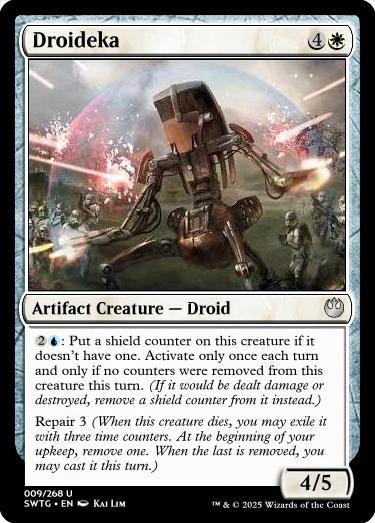 Droideka 4
Artifact Creature — Droid
2: Put a shield counter on this creature if it
doesn't have one. Activate only once each turn
and only if no counters were removed from this
creature this turn. (If it would be dealt damage or
destroyed, remove a shield counter from it instead.)
Repair 3 (When this creature dies, you may exile it
with three time counters. At the beginning of your
upkeep, remove one. When the last is removed, you
may cast it this turn.)
4/5
009/268 U
SWTG • EN Kai Lim
™ & © 2025 Wizards of the Coast